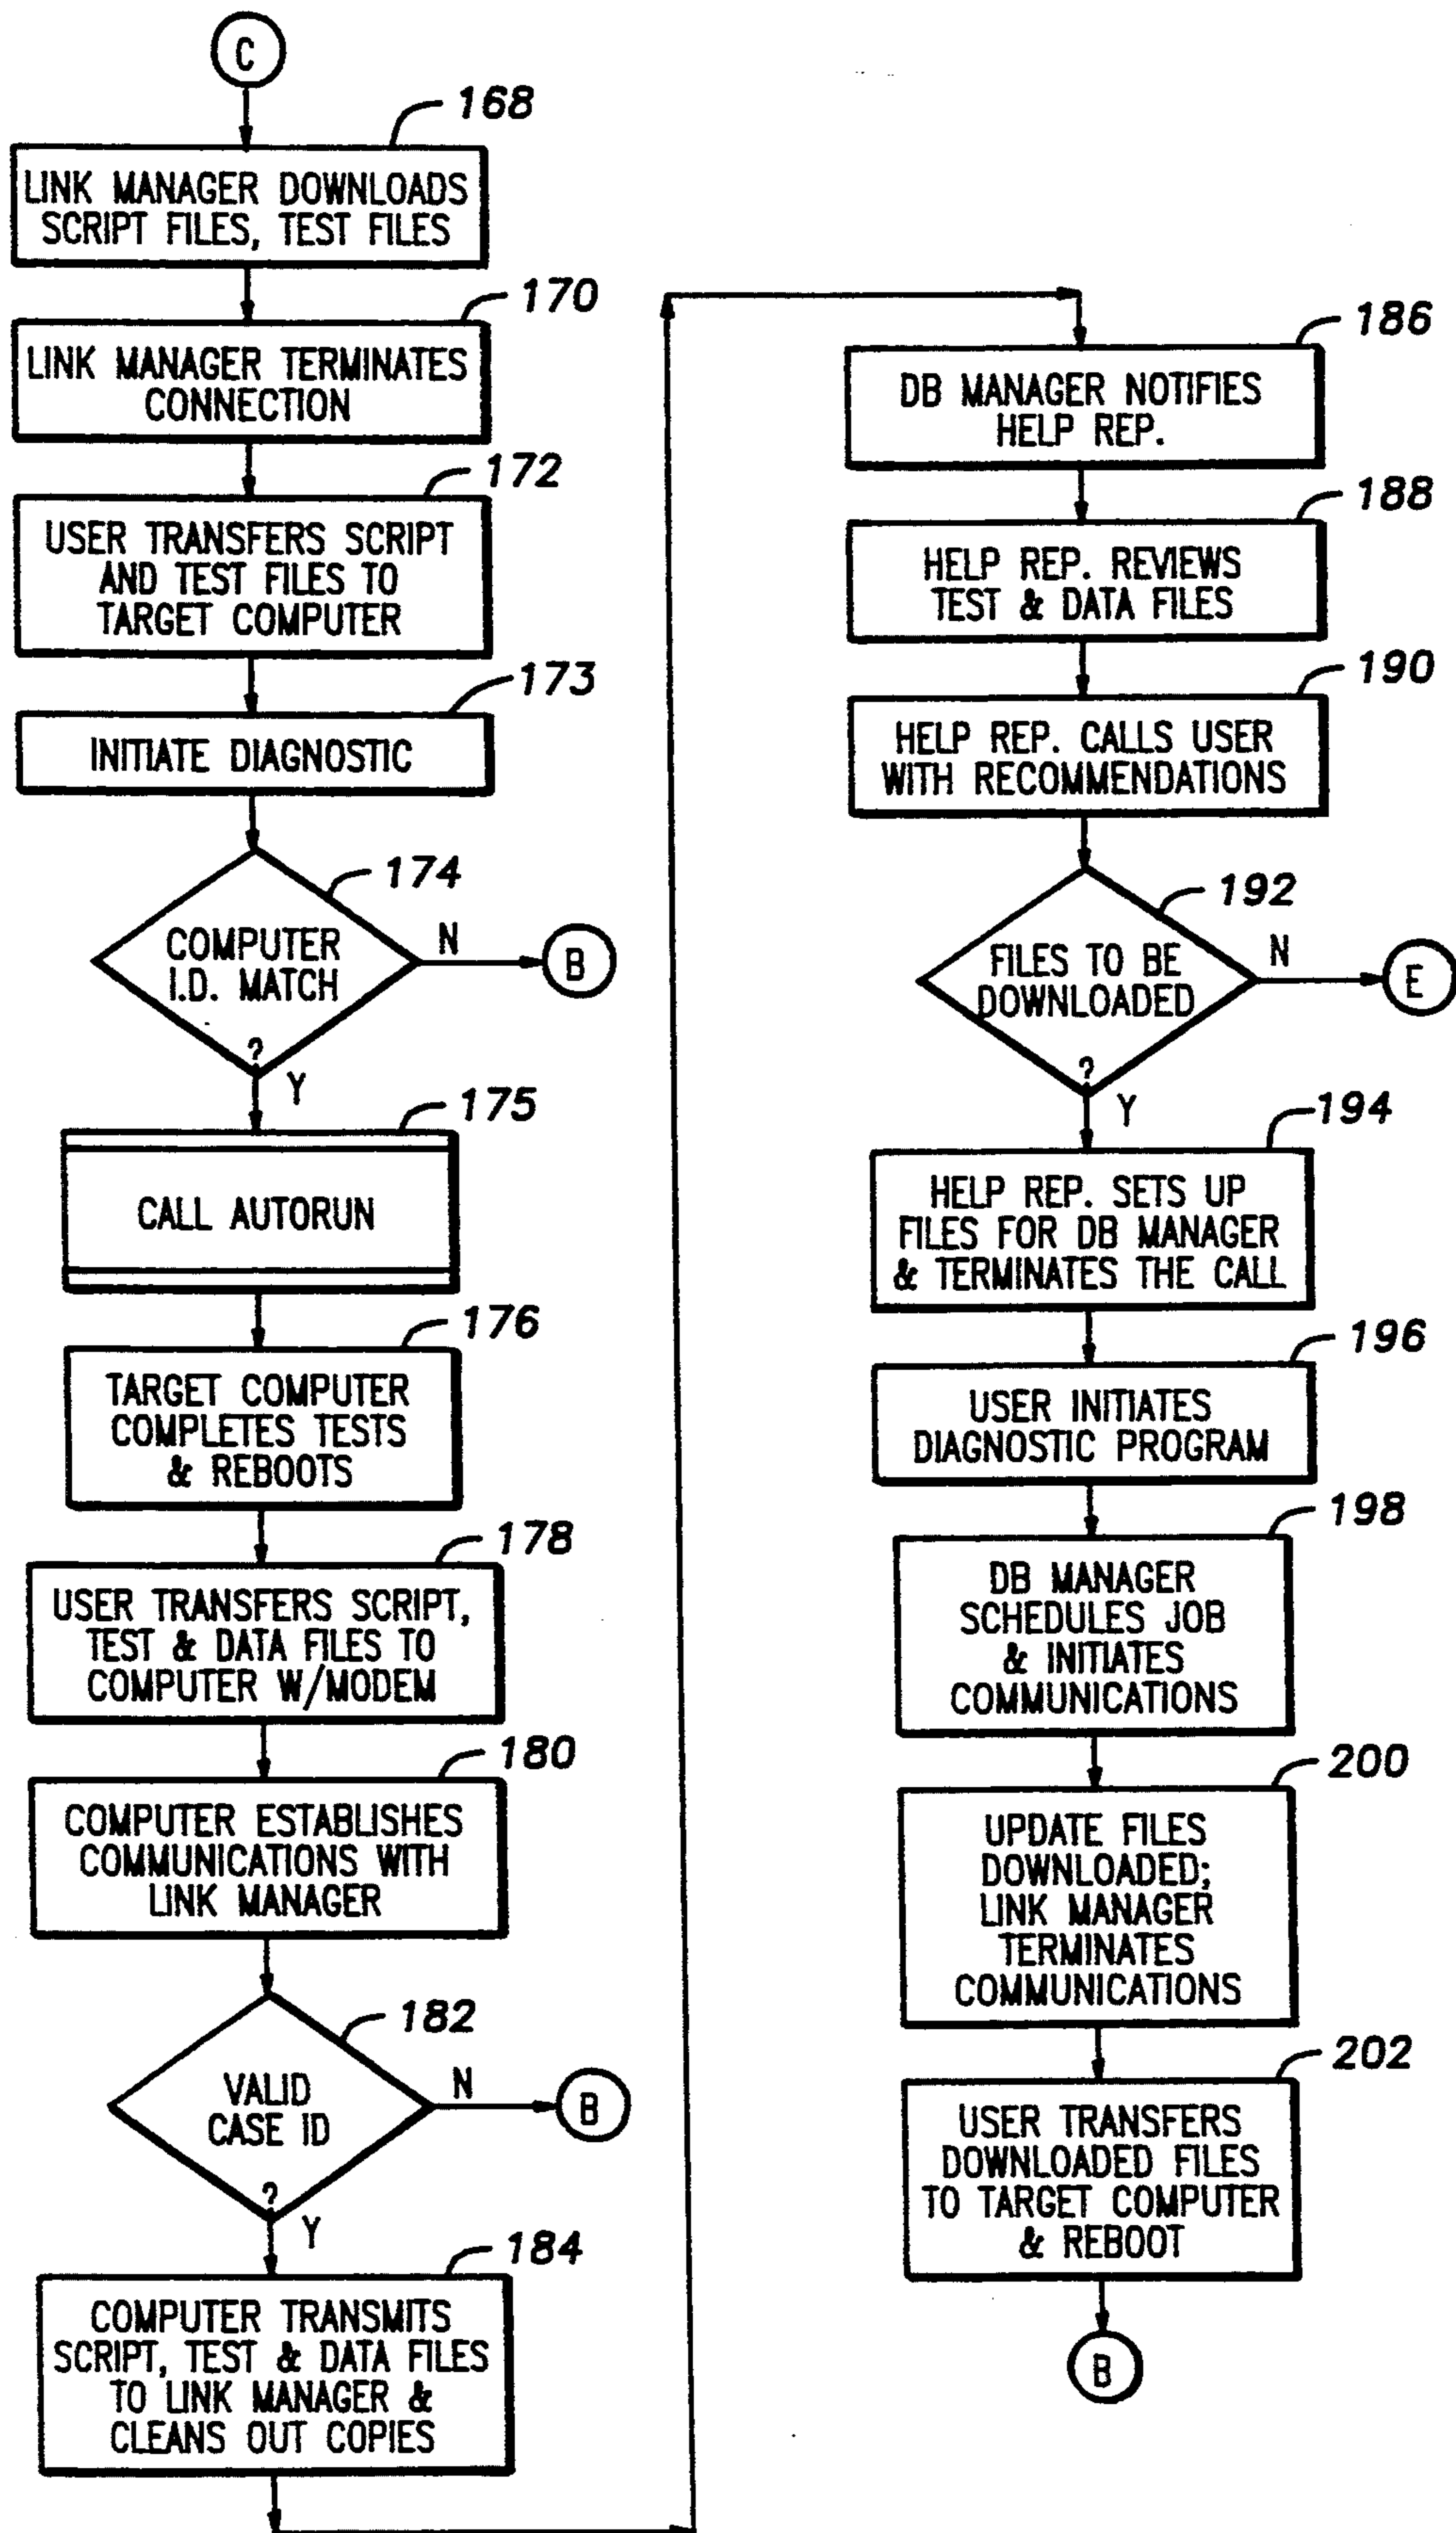 C
168
LINK MANAGER DOWNLOADS
SCRIPT FILES, TEST FILES
170
LINK MANAGER TERMINATES
CONNECTION
172
USER TRANSFERS SCRIPT
AND TEST FILES TO
TARGET COMPUTER
173
INITIATE DIAGNOSTIC
174
COMPUTER
I.D. MATCH
?
N
B
Y
175
CALL AUTORUN
176
TARGET COMPUTER
COMPLETES TESTS
& REBOOTS
178
USER TRANSFERS SCRIPT,
TEST & DATA FILES TO
COMPUTER W/MODEM
180
COMPUTER ESTABLISHES
COMMUNICATIONS WITH
LINK MANAGER
182
VALID
CASE ID
?
N
B
Y
184
COMPUTER TRANSMITS
SCRIPT, TEST & DATA FILES
TO LINK MANAGER &
CLEANS OUT COPIES
186
DB MANAGER NOTIFIES
HELP REP.
188
HELP REP. REVIEWS
TEST & DATA FILES
190
HELP REP. CALLS USER
WITH RECOMMENDATIONS
192
FILES TO BE
DOWNLOADED
?
N
E
Y
194
HELP REP. SETS UP
FILES FOR DB MANAGER
& TERMINATES THE CALL
196
USER INITIATES
DIAGNOSTIC PROGRAM
198
DB MANAGER
SCHEDULES JOB
& INITIATES
COMMUNICATIONS
200
UPDATE FILES
DOWNLOADED;
LINK MANAGER
TERMINATES
COMMUNICATIONS
202
USER TRANSFERS
DOWNLOADED FILES
TO TARGET COMPUTER
& REBOOT
B